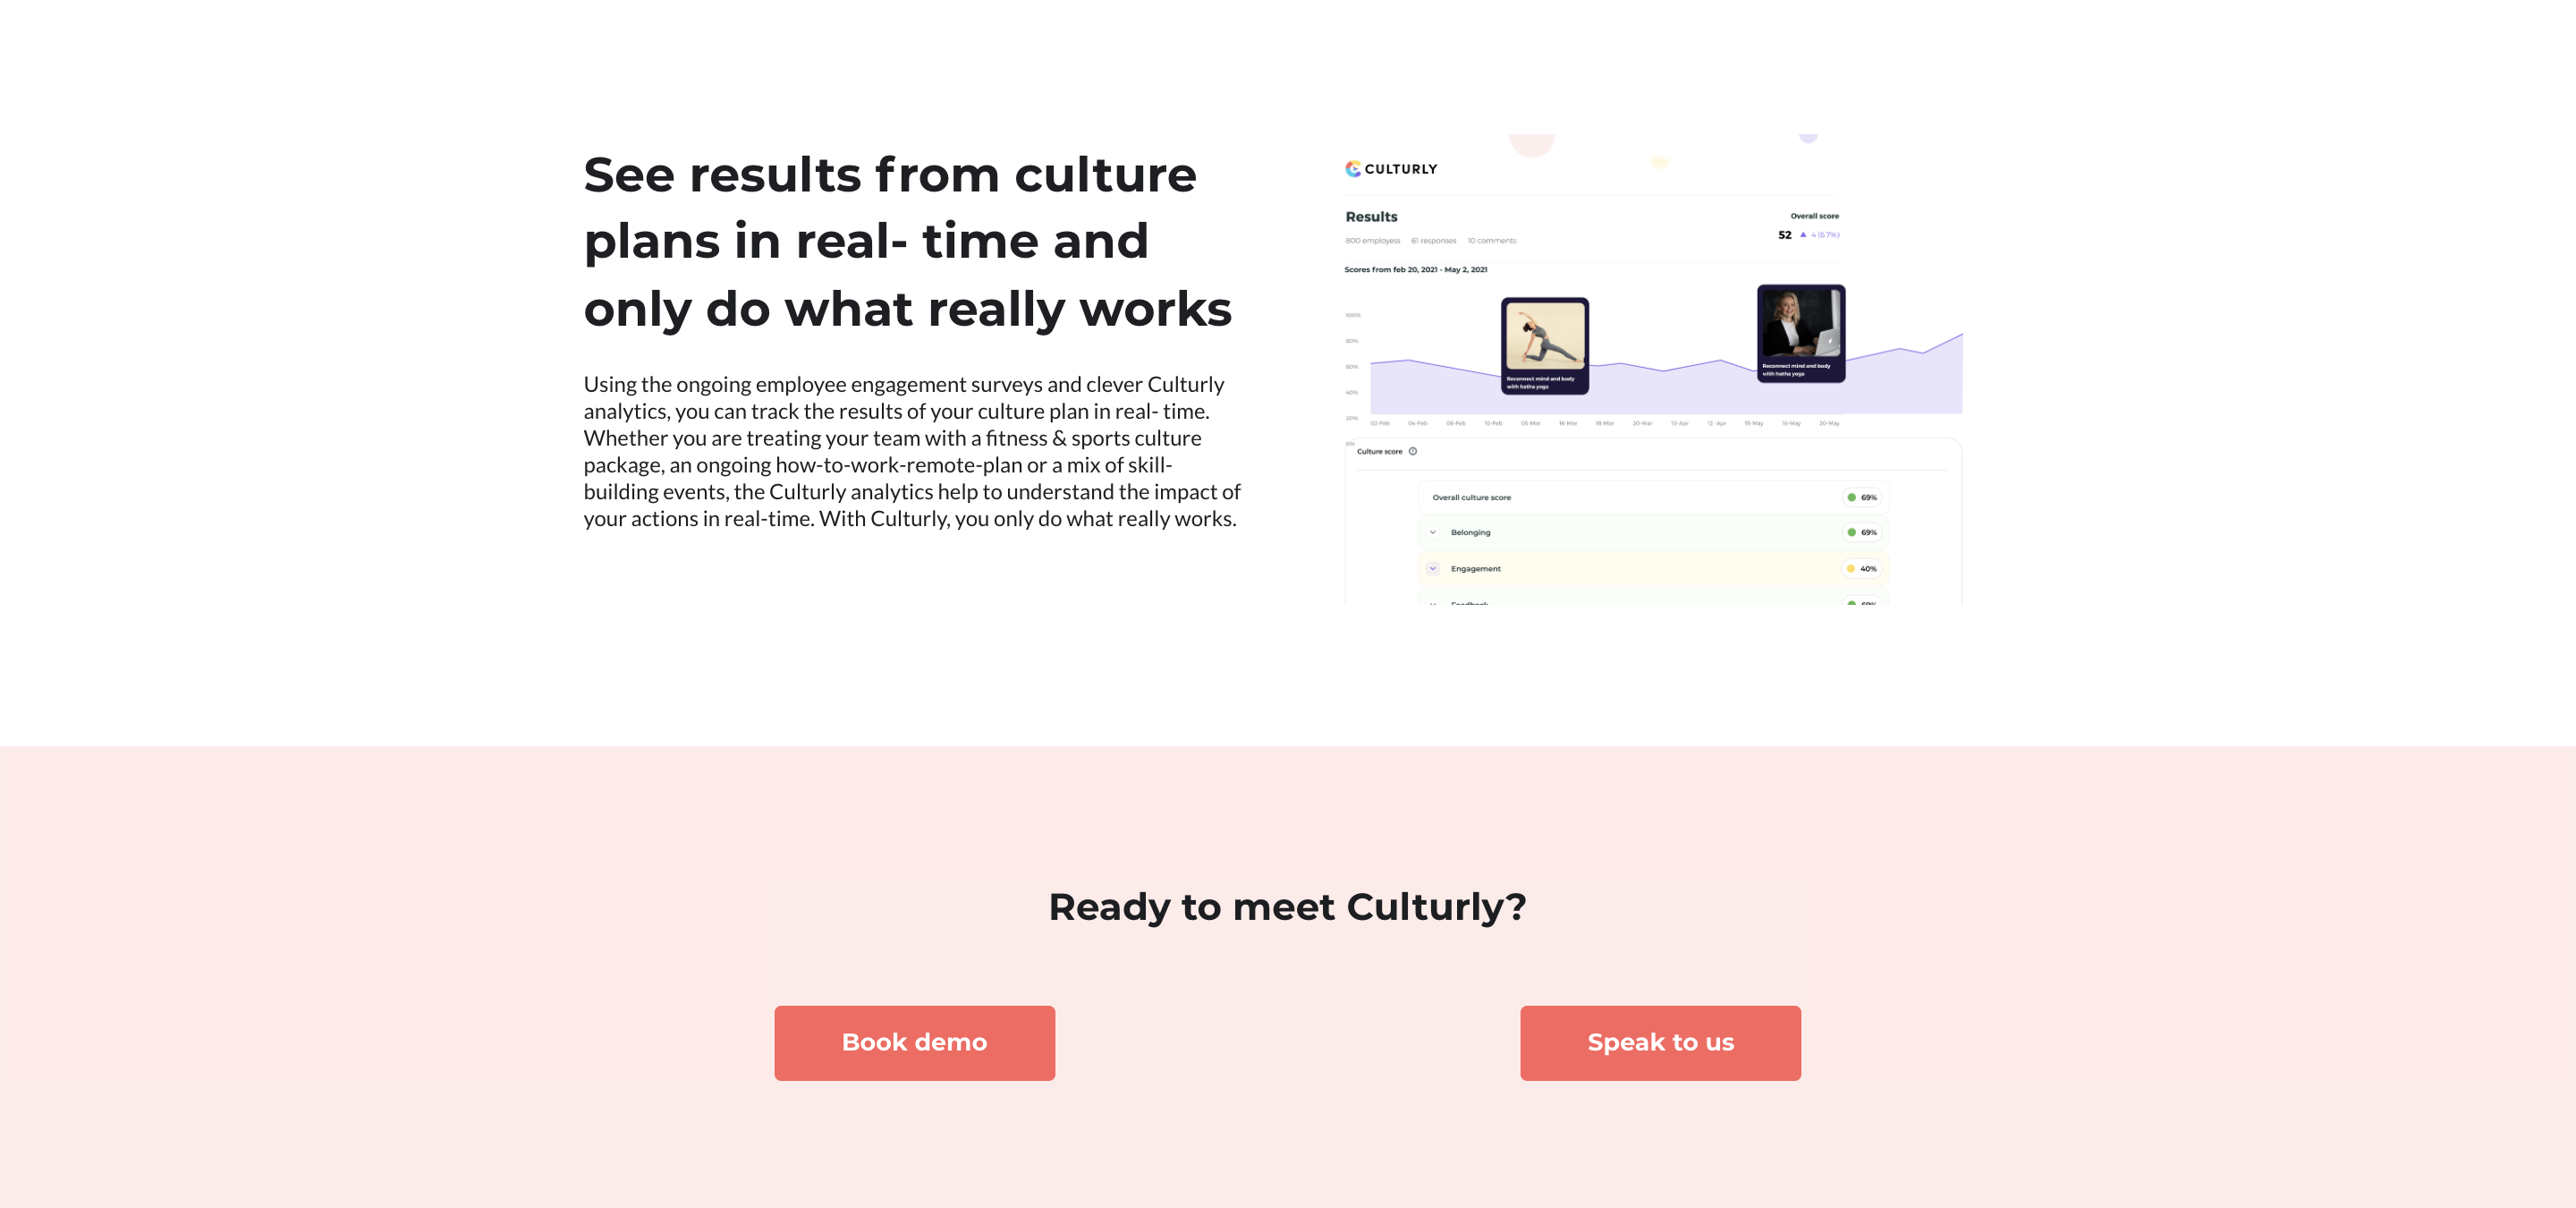 See results from culture
plans in real- time and
only do what really works
Using the ongoing employee engagement surveys and clever Culturly
analytics, you can track the results of your culture plan in real- time.
Whether you are treating your team with a fitness & sports culture
package, an ongoing how-to-work-remote-plan or a mix of skill-
building events, the Culturly analytics help to understand the impact of
your actions in real-time. With Culturly, you only do what really works.
CULTURLY
Results
Overall score
800 employess 61 responses 10 comments
52 4 (6.7%)
Scores from feb 20, 2021 - May 2, 2021
100%
80%
60%
40%
20%
0%
Reconnect mind and body
with hatha yoga
Reconnect mind and body
with hatha yoga
02-Feb 04-Feb 08-Feb 10-Feb 05-Mar 16-Mar 18-Mar 20-Mar 10-Apr 12 -Apr 15-May 18-May 20-May
Culture score
Overall culture score 69%
Belonging 69%
Engagement 40%
Ready to meet Culturly?
Book demo
Speak to us